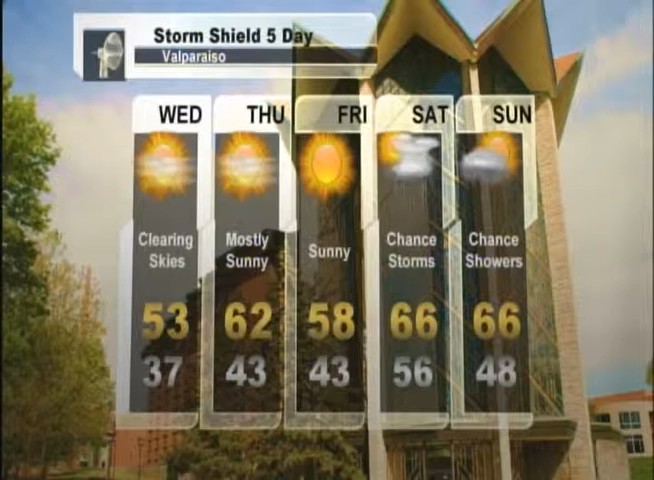 Storm Shield 5 Day
Valparaiso
WED THU FRI SAT SUN
Clearing Skies Mostly Sunny Sunny Chance Storms Chance Showers
53 62 58 66 66
37 43 43 56 48